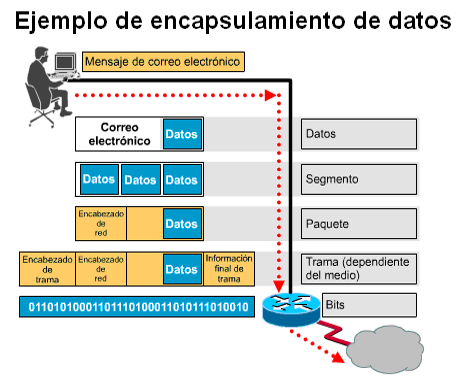 Ejemplo de encapsulamiento de datos
Mensaje de correo electrónico
Correo
electrónico
Datos
Datos
Datos
Datos
Datos
Segmento
Encabezado
de
red
Datos
Paquete
Encabezado
de
trama
Encabezado
de
red
Datos
Información
final de
trama
Trama (dependiente
del medio)
0110101000110111010001101011101​0010
Bits